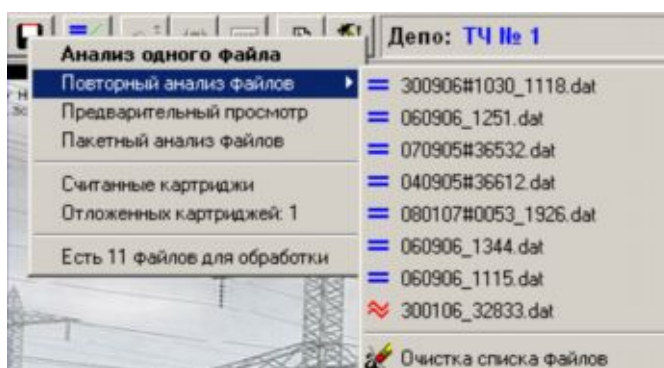 Депо: ТЧ № 1
Анализ одного файла
Повторный анализ файлов
Предварительный просмотр
Пакетный анализ файлов
Считанные картриджи
Отложенных картриджей: 1
Есть 11 файлов для обработки
300906#1030_1118.dat
060906_1251.dat
070905#36532.dat
040905#36612.dat
080107#0053_1926.dat
060906_1344.dat
060906_1115.dat
300106_32833.dat
Очистка списка файлов